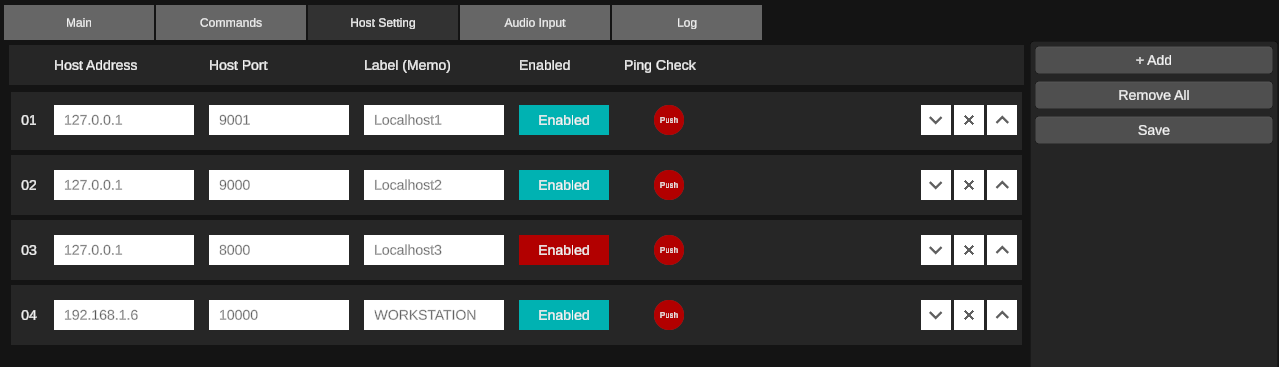 Main Commands Host Setting Audio Input Log
Host Address Host Port Label (Memo) Enabled Ping Check
01 127.0.0.1 9001 Localhost1 Enabled Push
02 127.0.0.1 9000 Localhost2 Enabled Push
03 127.0.0.1 8000 Localhost3 Enabled Push
04 192.168.1.6 10000 WORKSTATION Enabled Push
+ Add
Remove All
Save